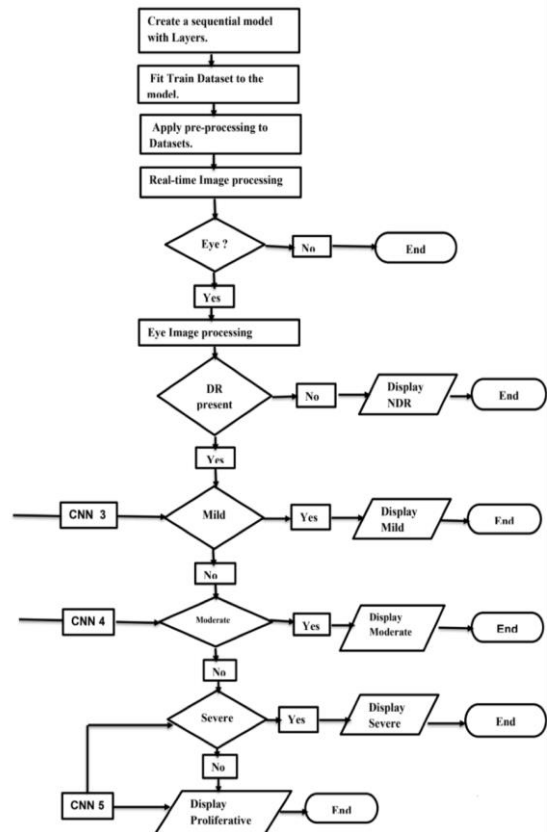 Create a sequential model
with Layers.
Fit Train Dataset to the
model.
Apply pre-processing to
Datasets.
Real-time Image processing
Eye ?
No
End
Yes
Eye Image processing
DR
present
No
Display
NDR
End
Yes
CNN 3
Mild
Yes
Display
Mild
End
No
CNN 4
Moderate
Yes
Display
Moderate
End
No
Severe
Yes
Display
Severe
End
No
CNN 5
Display
Proliferative
End